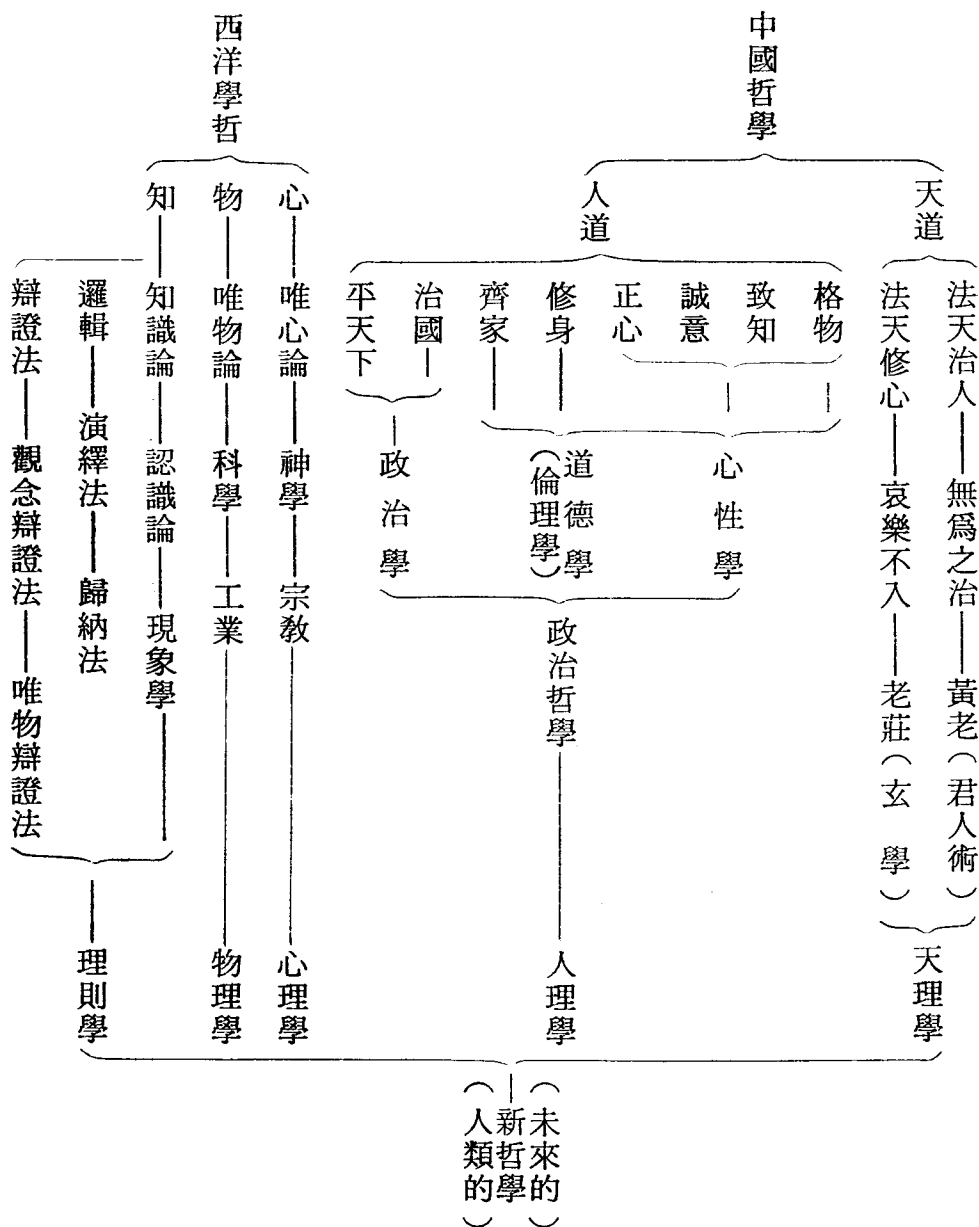 中國哲學
天道
法天治人
無爲之治
黃老(君人術)
法天修心
哀樂不入
老莊(玄學)
天理學
人道
格物
致知
誠意
正心
修身
齊家
治國
平天下
心性學
道德學
(倫理學)
政治學
政治哲學
人理學
西洋學哲
心
唯心論
神學
宗教
心理學
物
唯物論
科學
工業
物理學
知
知識論
認識論
現象學
邏輯
演繹法
歸納法
辯證法
觀念辯證法
唯物辯證法
理則學
(未來的)
新哲學
(人類的)